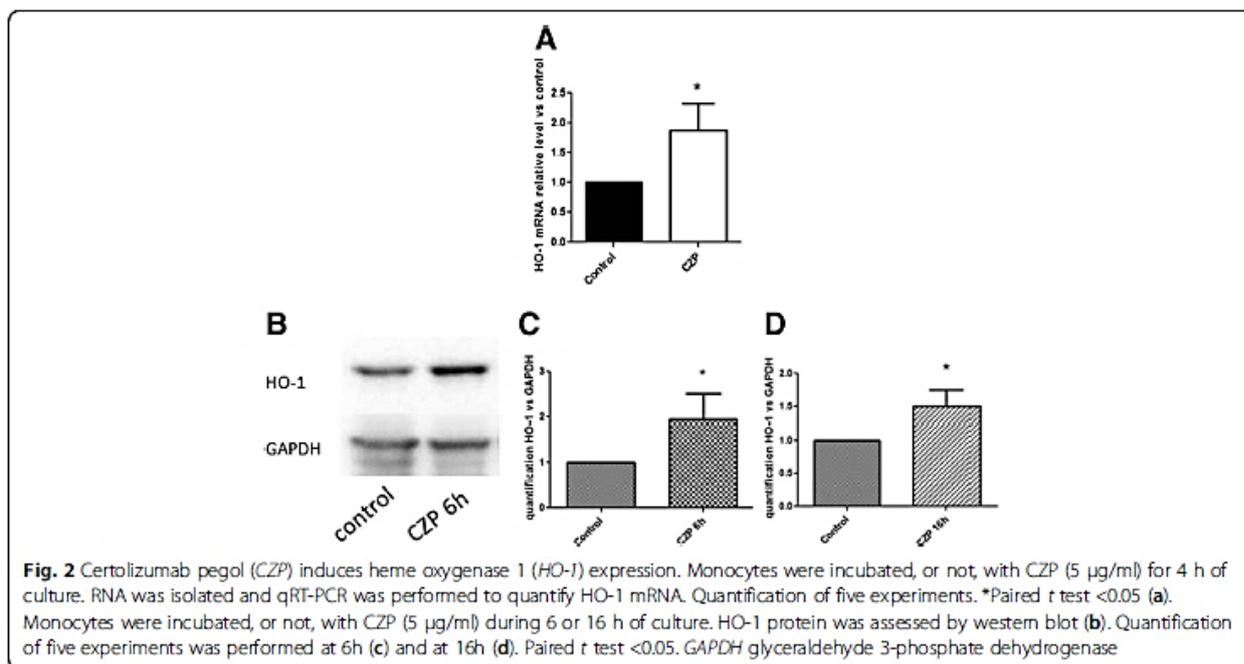 A
HO-1 mRNA relative level vs control
2.5
2.0
1.5
1.0
0.5
0.0
*
Control
CZP
B
HO-1
GAPDH
control
CZP 6h
C
quantification HO-1 vs GAPDH
3
2
1
0
*
Control
CZP 6h
D
quantification HO-1 vs GAPDH
2.0
1.5
1.0
0.5
0.0
*
Control
CZP 16h
Fig. 2 Certolizumab pegol (CZP) induces heme oxygenase 1 (HO-1) expression. Monocytes were incubated, or not, with CZP (5 μg/ml) for 4 h of
culture. RNA was isolated and qRT-PCR was performed to quantify HO-1 mRNA. Quantification of five experiments. *Paired t test <0.05 (a).
Monocytes were incubated, or not, with CZP (5 μg/ml) during 6 or 16 h of culture. HO-1 protein was assessed by western blot (b). Quantification
of five experiments was performed at 6h (c) and at 16h (d). Paired t test <0.05. GAPDH glyceraldehyde 3-phosphate dehydrogenase